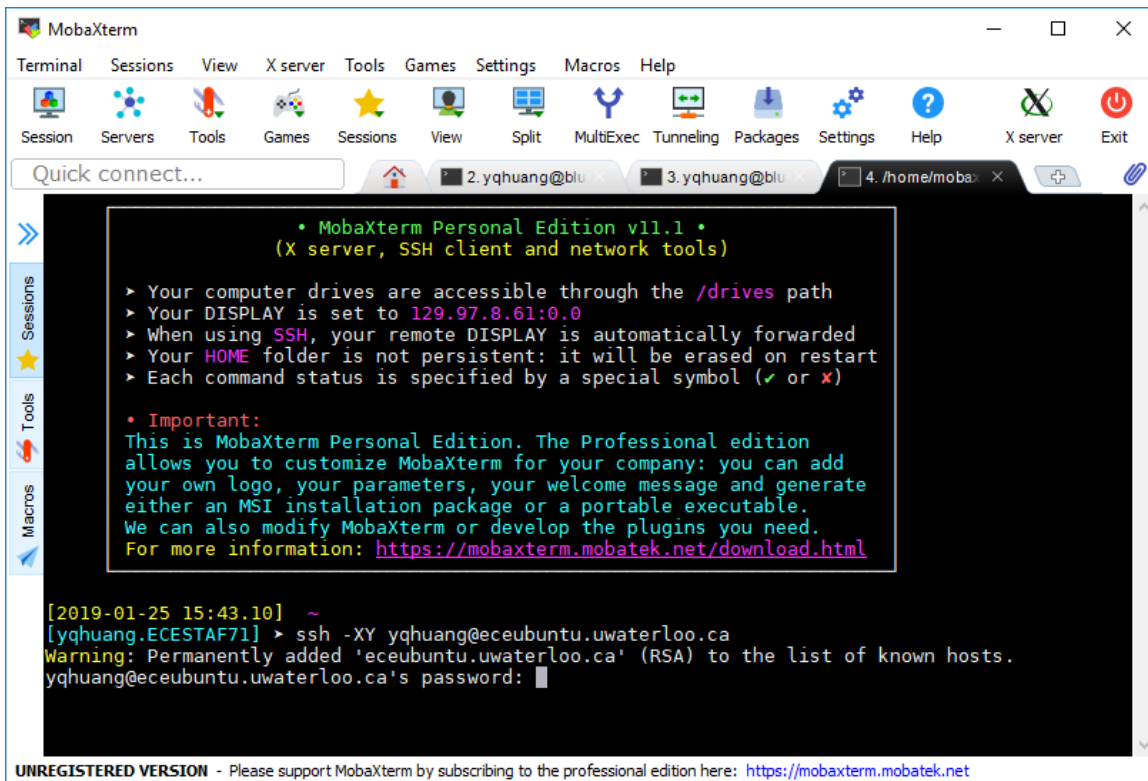 MobaXterm
Terminal Sessions View X server Tools Games Settings Macros Help
Session Servers Tools Games Sessions View Split MultiExec Tunneling Packages Settings Help X server Exit
Quick connect... 2. yqhuang@blu 3. yqhuang@blu 4. /home/mobax
Sessions
Tools
Macros
• MobaXterm Personal Edition v11.1 •
(X server, SSH client and network tools)
➤ Your computer drives are accessible through the /drives path
➤ Your DISPLAY is set to 129.97.8.61:0.0
➤ When using SSH, your remote DISPLAY is automatically forwarded
➤ Your HOME folder is not persistent: it will be erased on restart
➤ Each command status is specified by a special symbol (✔ or ✘)
• Important:
This is MobaXterm Personal Edition. The Professional edition
allows you to customize MobaXterm for your company: you can add
your own logo, your parameters, your welcome message and generate
either an MSI installation package or a portable executable.
We can also modify MobaXterm or develop the plugins you need.
For more information: https://mobaxterm.mobatek.net/download.html
[2019-01-25 15:43.10] ~
[yqhuang.ECESTAF71] ➤ ssh -XY yqhuang@eceubuntu.uwaterloo.ca
Warning: Permanently added 'eceubuntu.uwaterloo.ca' (RSA) to the list of known hosts.
yqhuang@eceubuntu.uwaterloo.ca's password:
UNREGISTERED VERSION - Please support MobaXterm by subscribing to the professional edition here: https://mobaxterm.mobatek.net